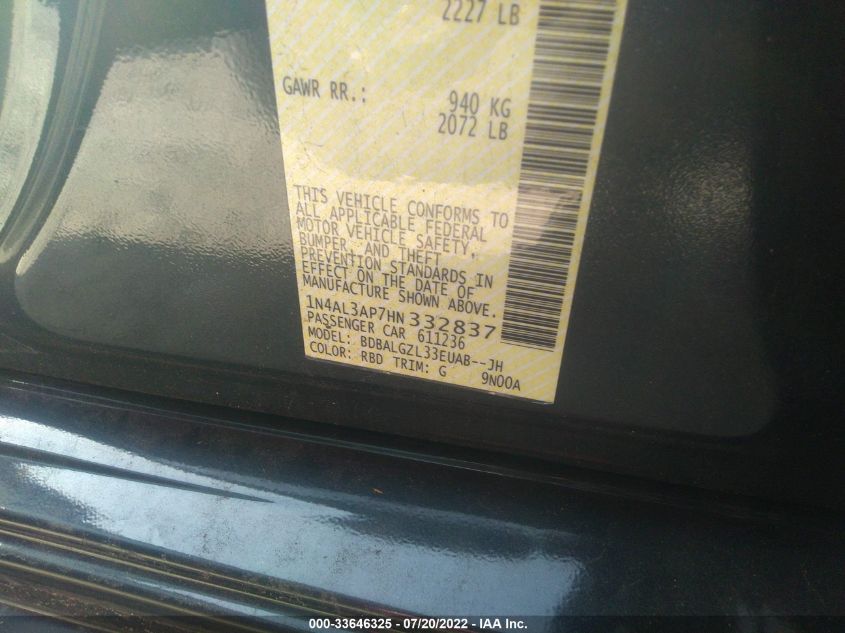 2227 LB
GAWR RR.: 940 KG
2072 LB
THIS VEHICLE CONFORMS TO
ALL APPLICABLE FEDERAL
MOTOR VEHICLE SAFETY,
BUMPER, AND THEFT
PREVENTION STANDARDS IN
EFFECT ON THE DATE OF
MANUFACTURE SHOWN ABOVE.
1N4AL3AP7HN332837
PASSENGER CAR 611236
MODEL: BDBALGZL33EUAB--JH
COLOR: RBD TRIM: G 9N00A
000-33646325 | 07/20/2022 - IAA Inc.